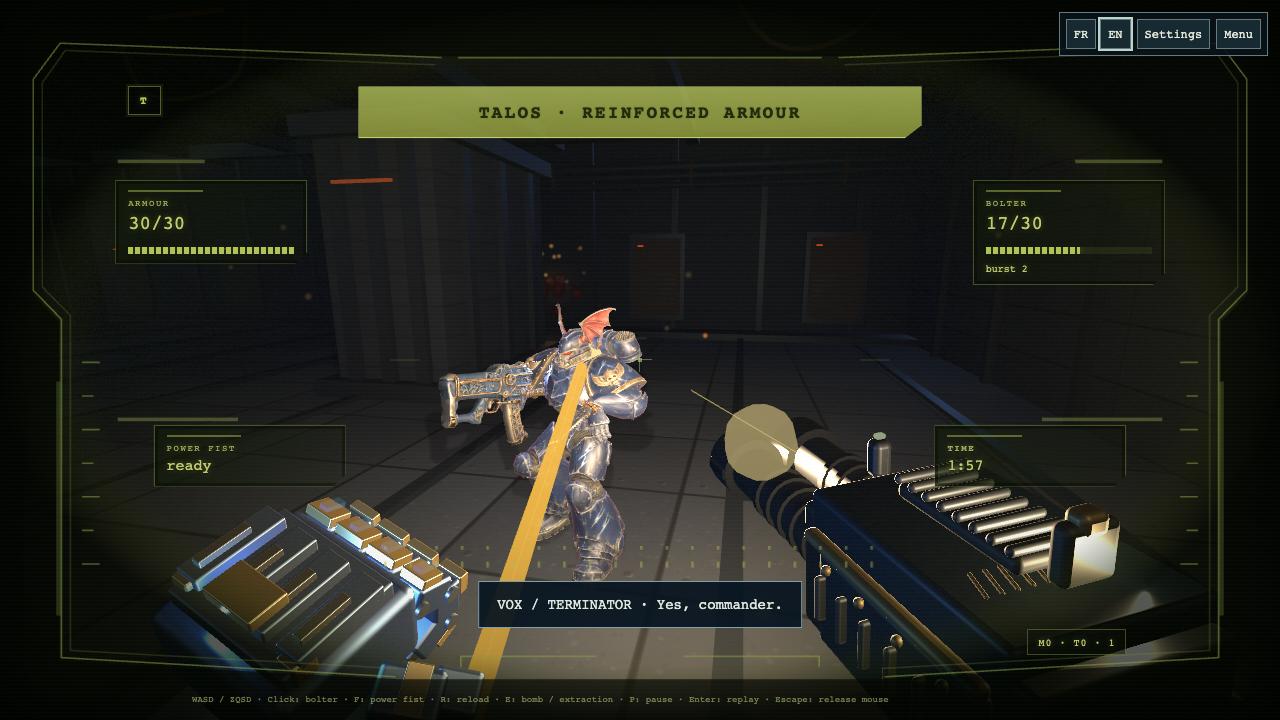 FR
EN
Settings
Menu
T
TALOS · REINFORCED ARMOUR
ARMOUR
30/30
BOLTER
17/30
burst 2
POWER FIST
ready
TIME
1:57
VOX / TERMINATOR · Yes, commander.
M0 · T0 · 1
WASD / ZQSD · Click: bolter · F: power fist · R: reload · E: bomb / extraction · P: pause · Enter: replay · Escape: release mouse